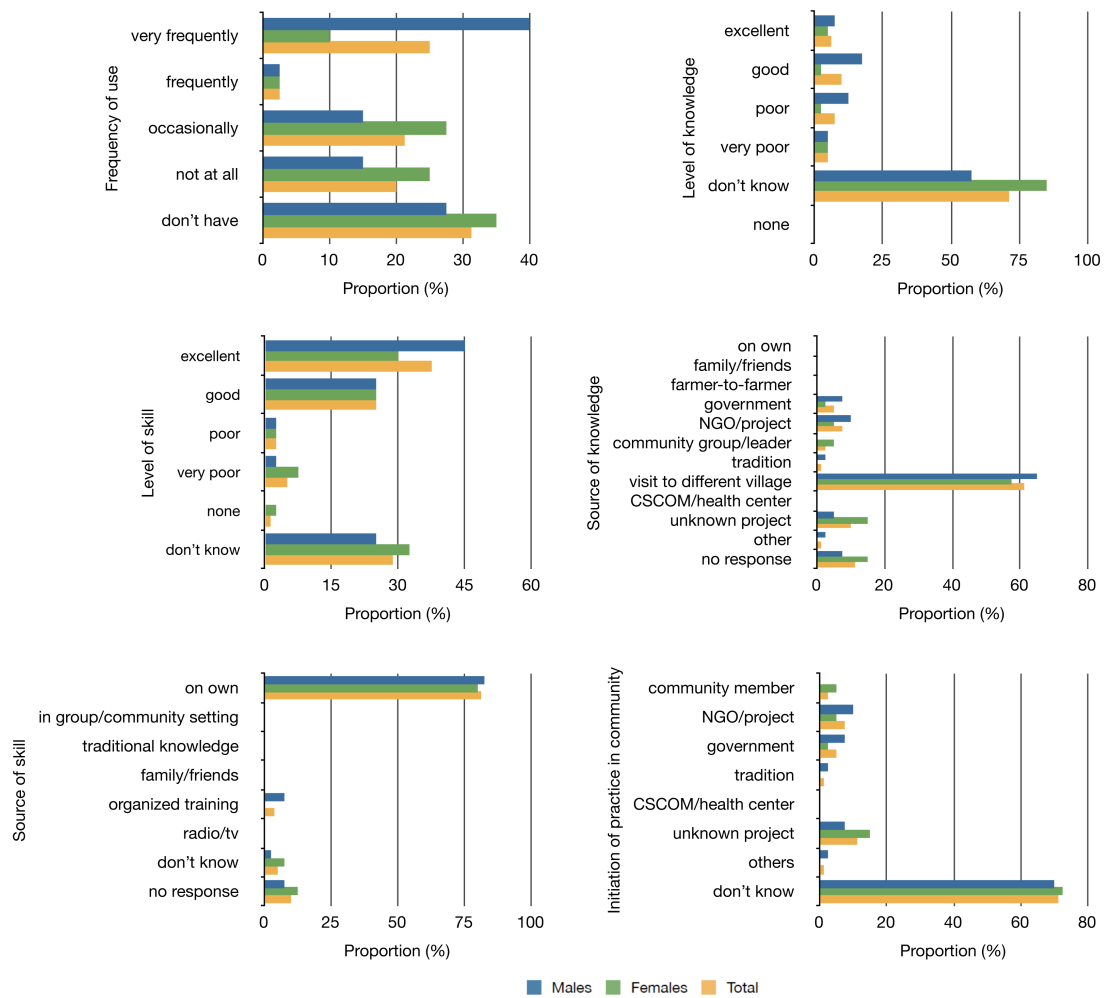 Frequency of use
very frequently
frequently
occasionally
not at all
don't have
0 10 20 30 40
Proportion (%)
Level of knowledge
excellent
good
poor
very poor
don't know
none
0 25 50 75 100
Proportion (%)
Level of skill
excellent
good
poor
very poor
none
don't know
0 15 30 45 60
Proportion (%)
Source of knowledge
on own
family/friends
farmer-to-farmer
government
NGO/project
community group/leader
tradition
visit to different village
CSCOM/health center
unknown project
other
no response
0 20 40 60 80
Proportion (%)
Source of skill
on own
in group/community setting
traditional knowledge
family/friends
organized training
radio/tv
don't know
no response
0 25 50 75 100
Proportion (%)
Initiation of practice in community
community member
NGO/project
government
tradition
CSCOM/health center
unknown project
others
don't know
0 20 40 60 80
Proportion (%)
Males Females Total